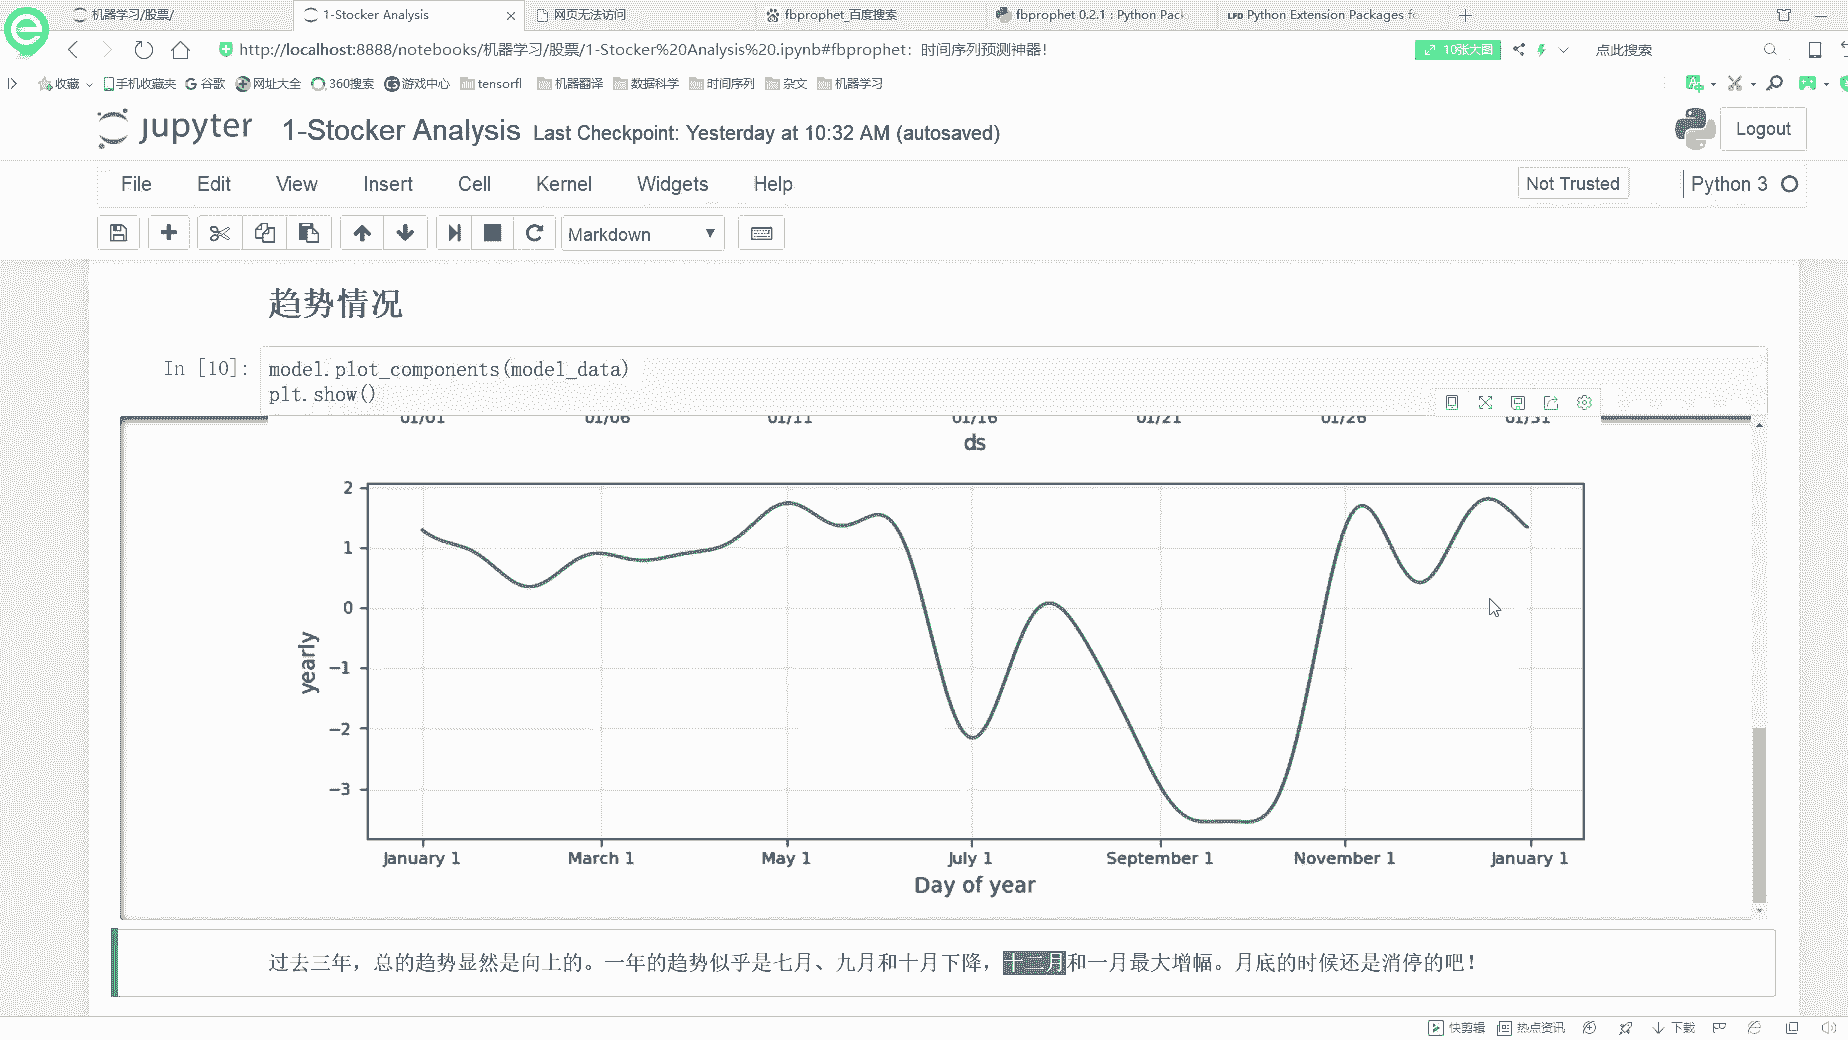 机器学习/股票/
1-Stocker Analysis
网页无法访问
fbprophet_百度搜索
fbprophet 0.2.1 : Python Pack
LFD Python Extension Packages fo
http://localhost:8888/notebooks/机器学习/股票/1-Stocker%20Analysis%20.ipynb#fbprophet：时间序列预测神器！
10张大图
点此搜索
收藏 手机收藏夹 谷歌 网址大全 360搜索 游戏中心 tensorfl 机器翻译 数据科学 时间序列 杂文 机器学习
jupyter 1-Stocker Analysis Last Checkpoint: Yesterday at 10:32 AM (autosaved)
Logout
File Edit View Insert Cell Kernel Widgets Help
Not Trusted
Python 3
Markdown
趋势情况
In [10]: model.plot_components(model_data)
plt.show()
01/01 01/06 01/11 01/16 01/21 01/26 01/31
ds
2
1
0
−1
−2
−3
yearly
January 1 March 1 May 1 July 1 September 1 November 1 January 1
Day of year
过去三年，总的趋势显然是向上的。一年的趋势似乎是七月、九月和十月下降，十二月和一月最大增幅。月底的时候还是消停的吧！
快剪辑 热点资讯 下载